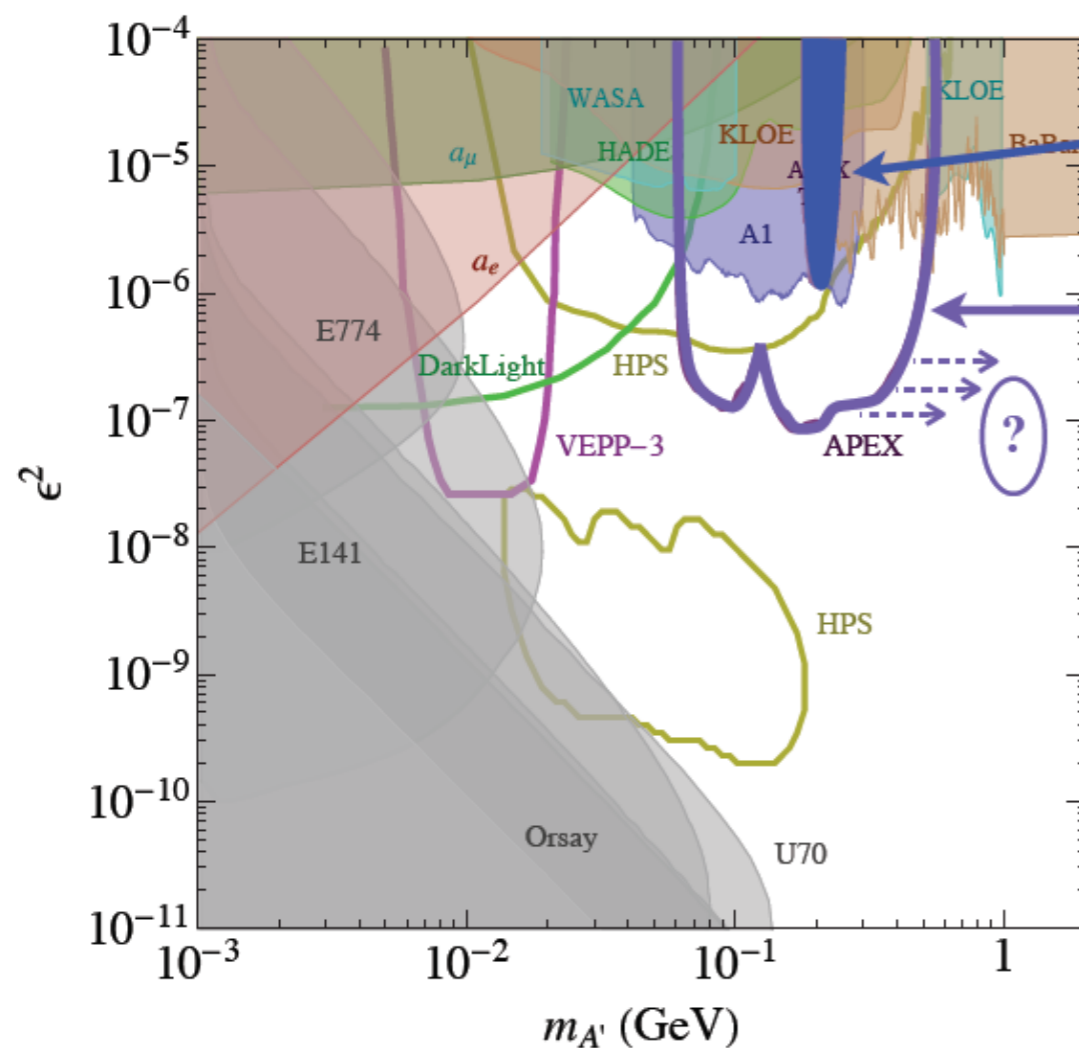 10⁻⁴
10⁻⁵
10⁻⁶
10⁻⁷
10⁻⁸
10⁻⁹
10⁻¹⁰
10⁻¹¹
ϵ²
WASA
KLOE
KLOE
HADE
a_μ
A1
a_e
E774
DarkLight
HPS
VEPP−3
APEX
?
E141
HPS
Orsay
U70
10⁻³
10⁻²
10⁻¹
1
m_A' (GeV)